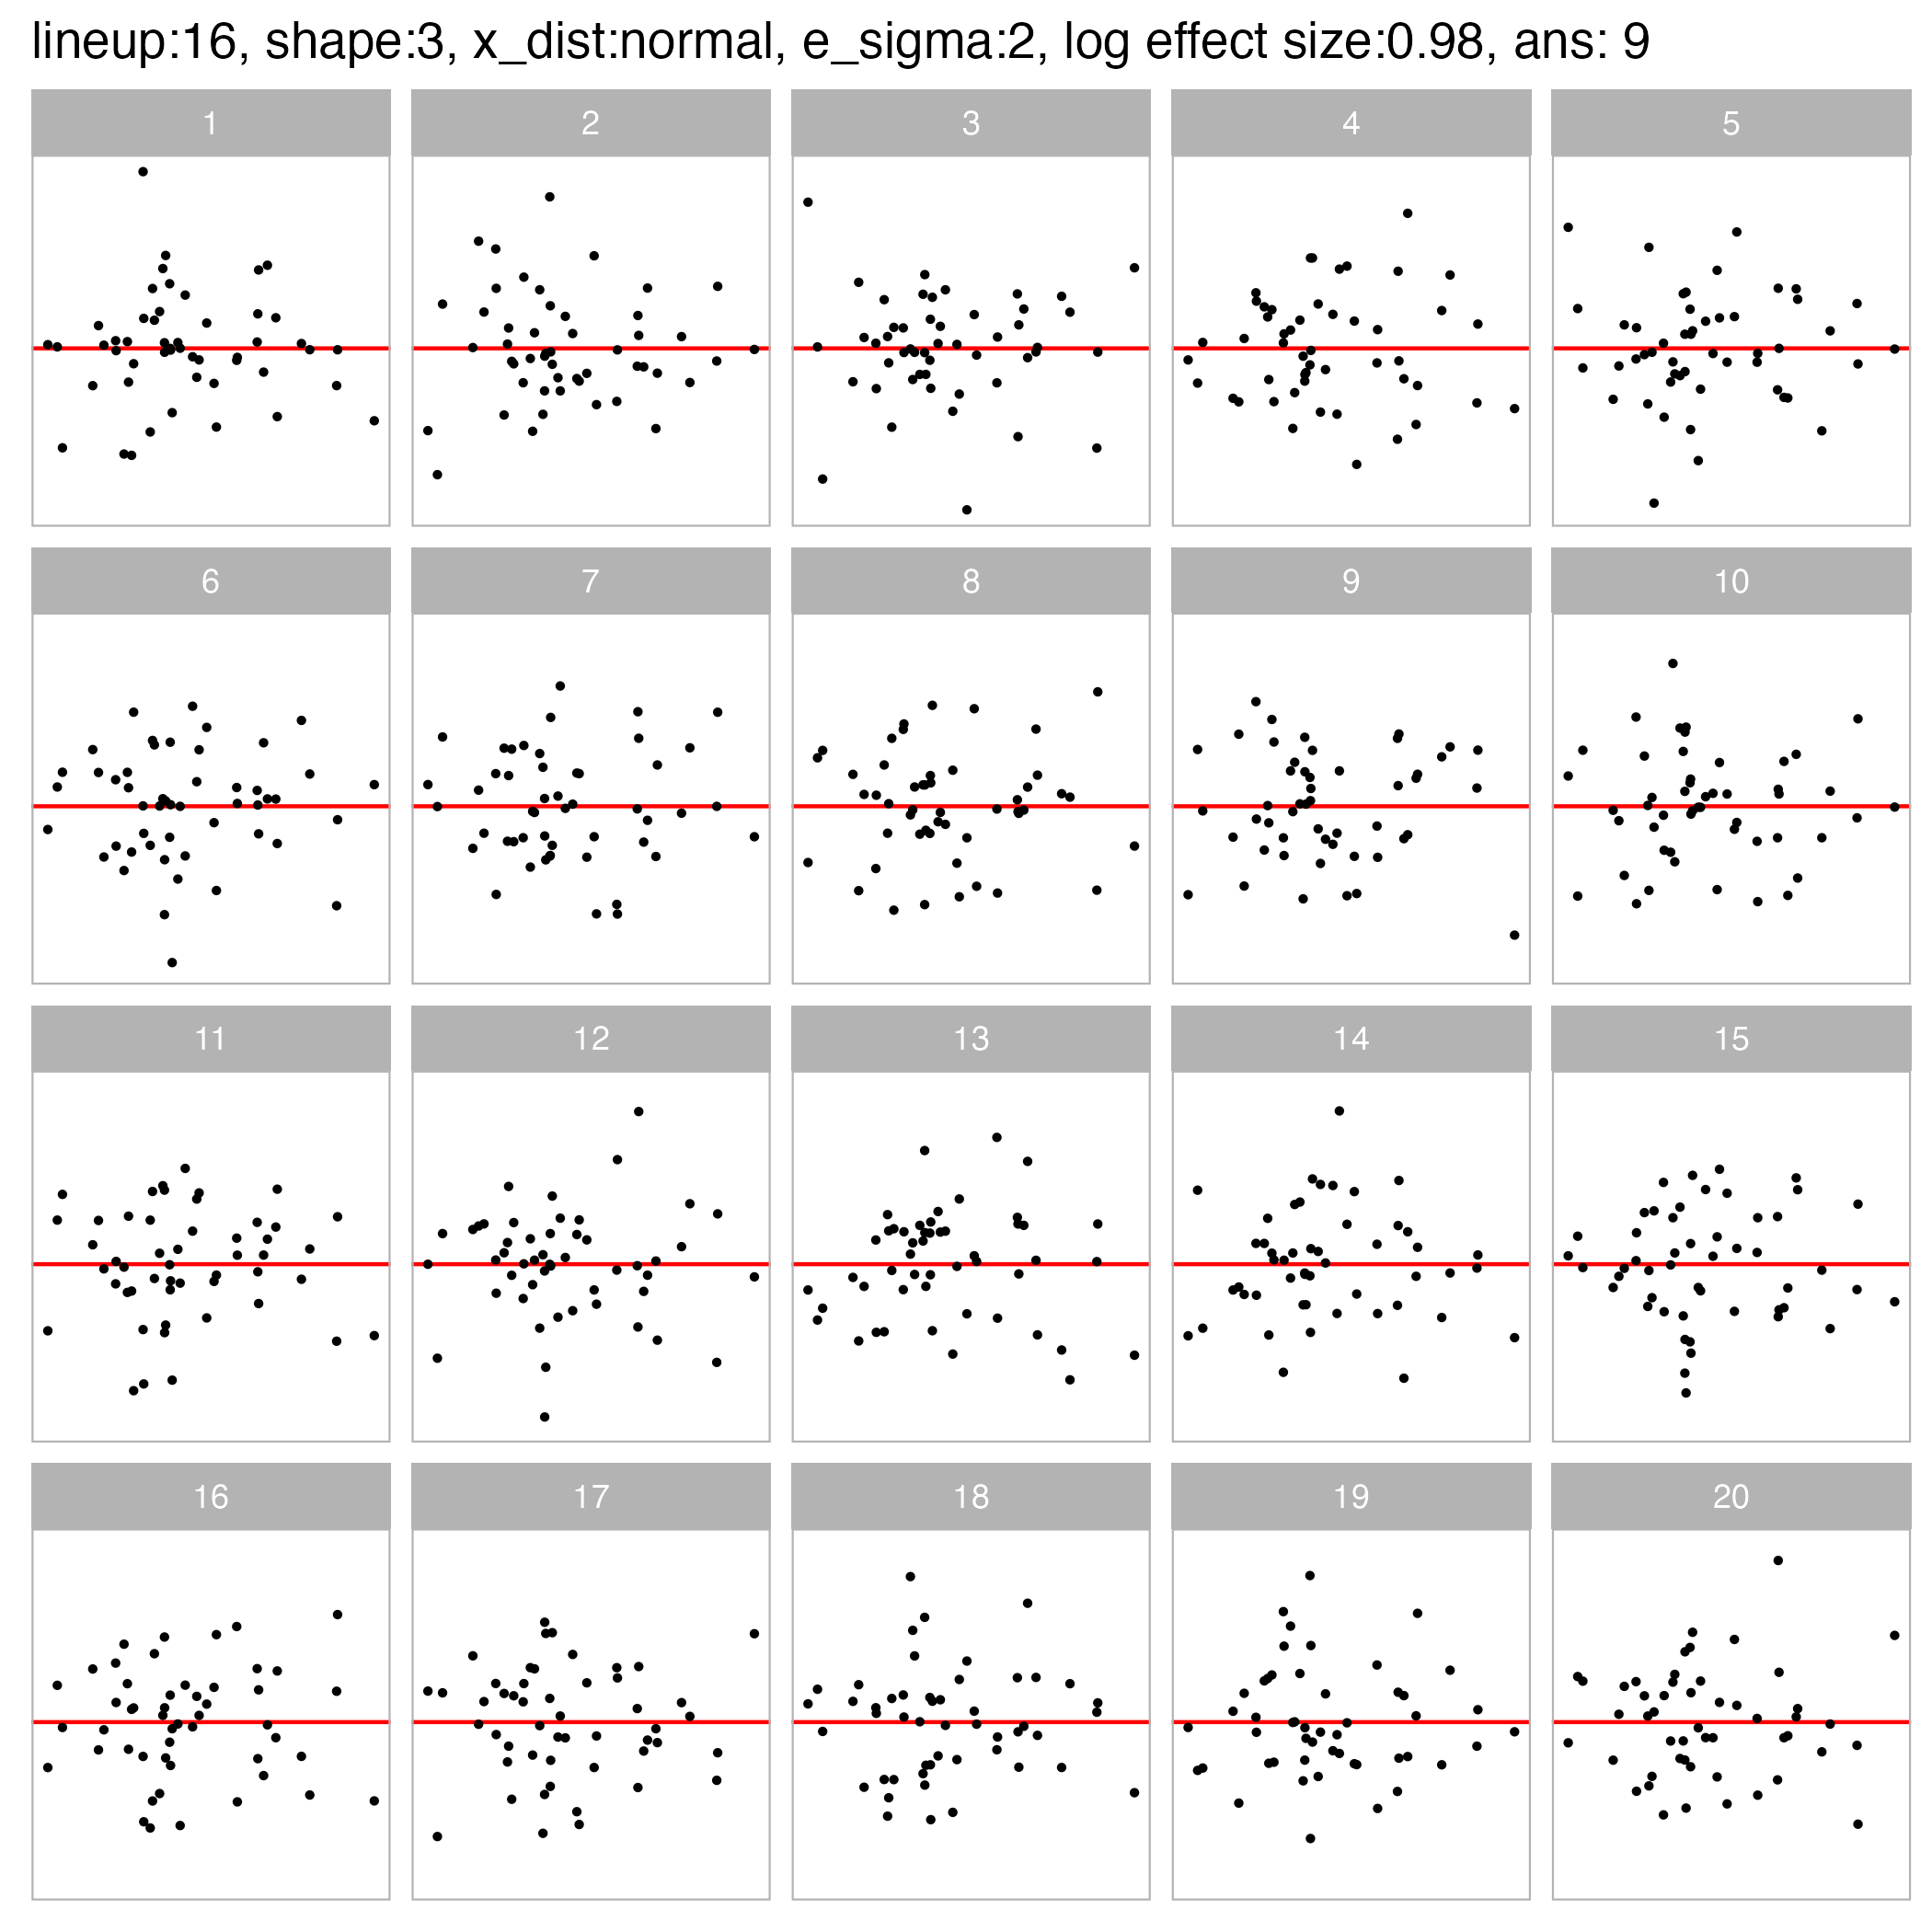 lineup:16, shape:3, x_dist:normal, e_sigma:2, log effect size:0.98, ans: 9
1 2 3 4 5
6 7 8 9 10
11 12 13 14 15
16 17 18 19 20